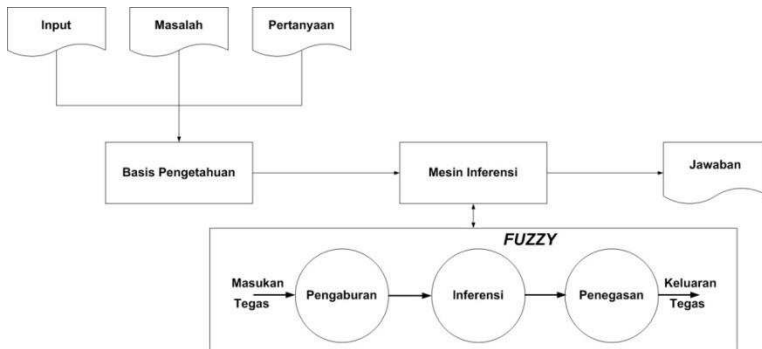 Input
Masalah
Pertanyaan
Basis Pengetahuan
Mesin Inferensi
Jawaban
FUZZY
Masukan
Tegas
Pengaburan
Inferensi
Penegasan
Keluaran
Tegas